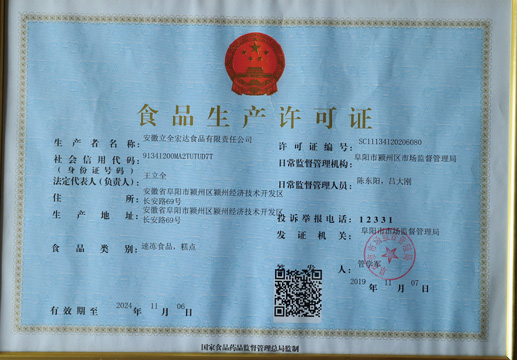 食品生产许可证
生产者名称: 安徽立全宏达食品有限责任公司
社会信用代码: 91341200MA2TUTUD7T
(身份证号码)
法定代表人(负责人): 王立全
住所: 安徽省阜阳市颍州区颍州经济技术开发区
长安路69号
生产地址: 安徽省阜阳市颍州区颍州经济技术开发区
长安路69号
食品类别: 速冻食品、糕点
有效期至 2024年11月06日
许可证编号: SC11134120206080
日常监督管理机构: 阜阳市颍州区市场监督管理局
日常监督管理人员: 陈东阳,吕大刚
投诉举报电话: 12331
发证机关: 阜阳市市场监督管理局
发人: 管学军
2019年11月07日
国家食品药品监督管理总局监制